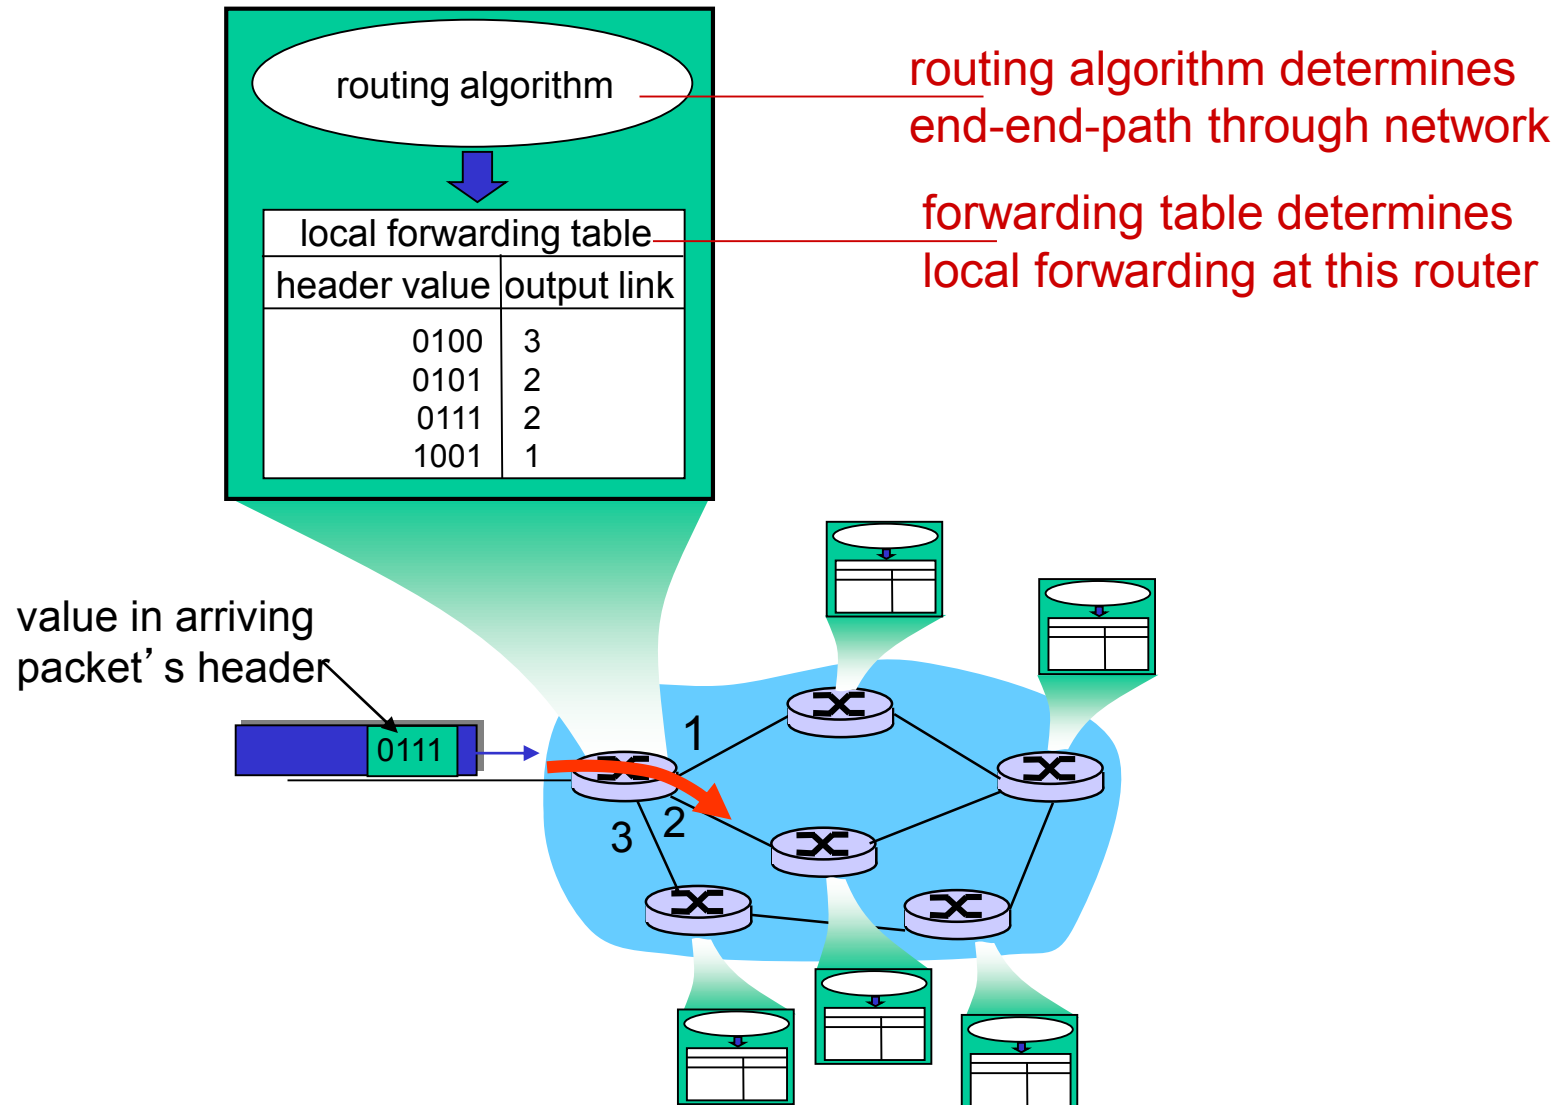 routing algorithm
routing algorithm determines
end-end-path through network
forwarding table determines
local forwarding at this router
local forwarding table
header value output link
0100 3
0101 2
0111 2
1001 1
value in arriving
packet’s header
0111
1
2
3